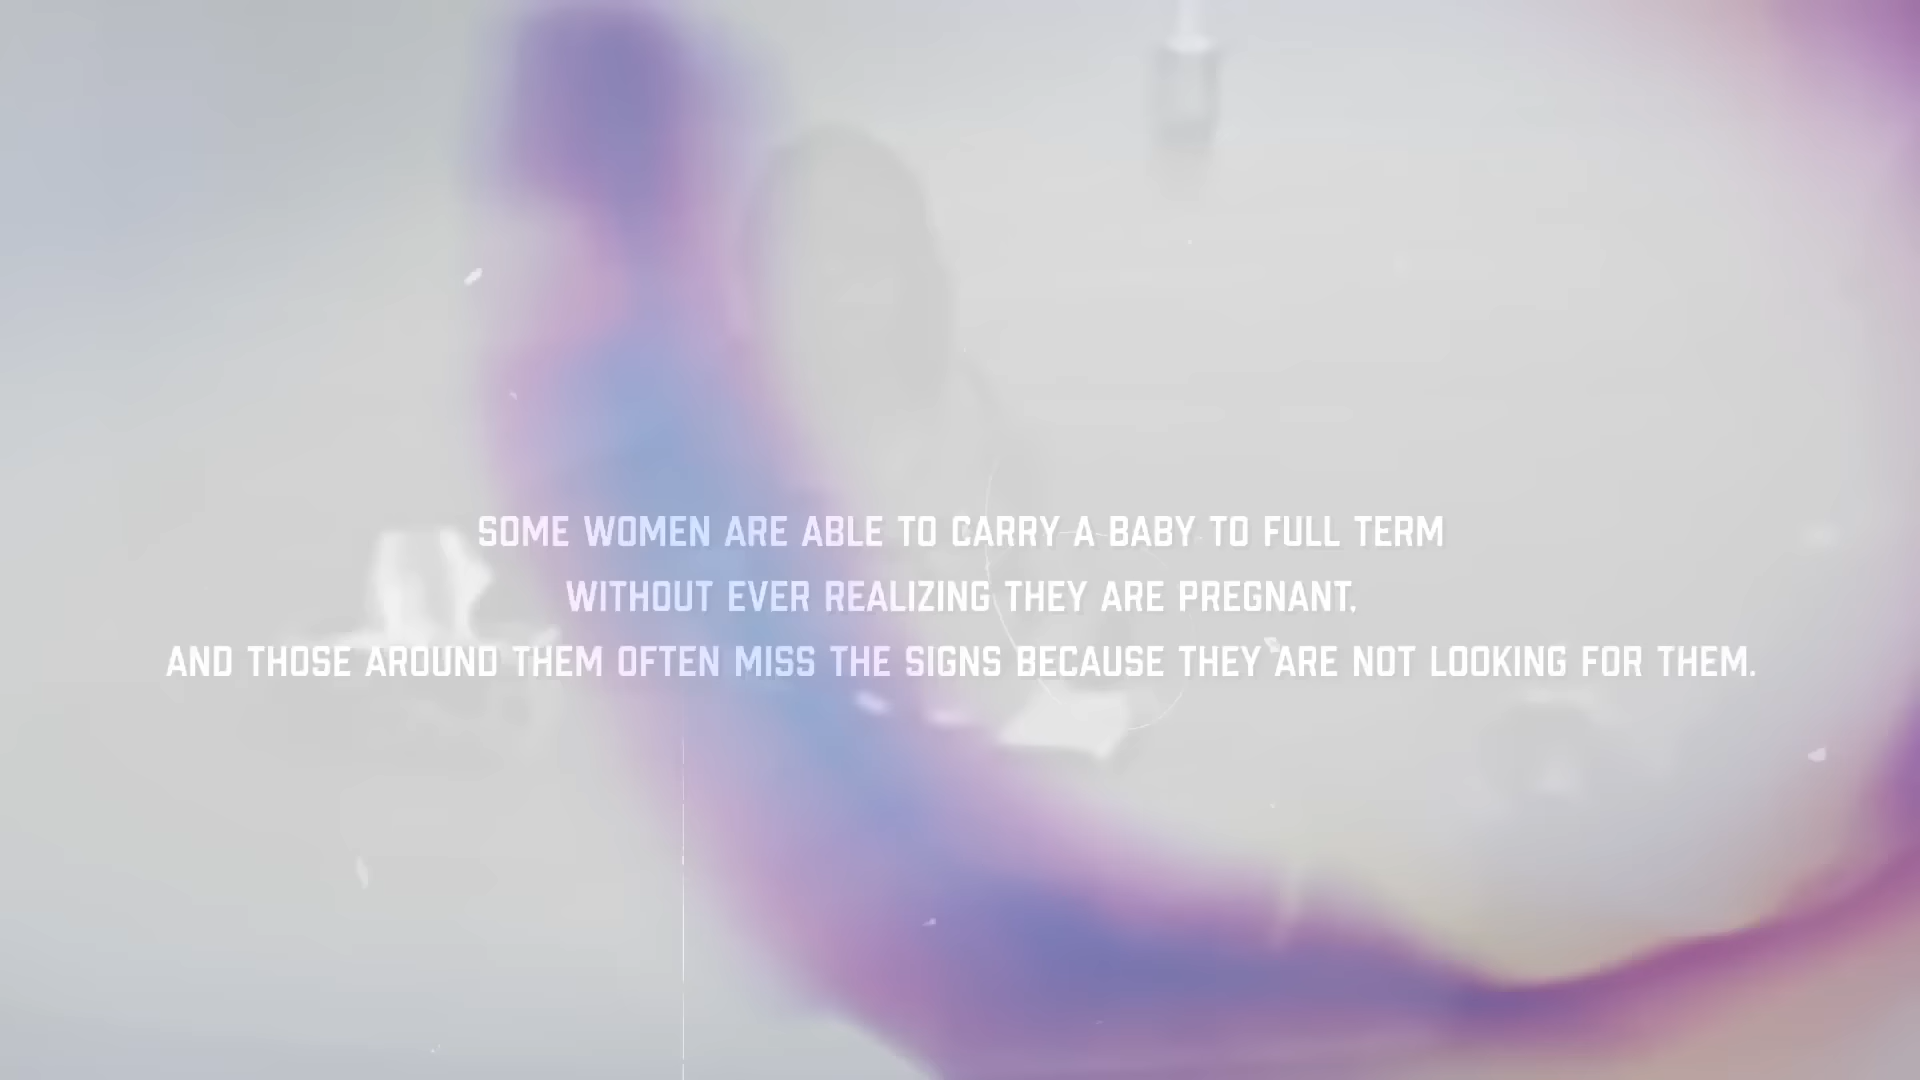 SOME WOMEN ARE ABLE TO CARRY A BABY TO FULL TERM
WITHOUT EVER REALIZING THEY ARE PREGNANT,
AND THOSE AROUND THEM OFTEN MISS THE SIGNS BECAUSE THEY ARE NOT LOOKING FOR THEM.